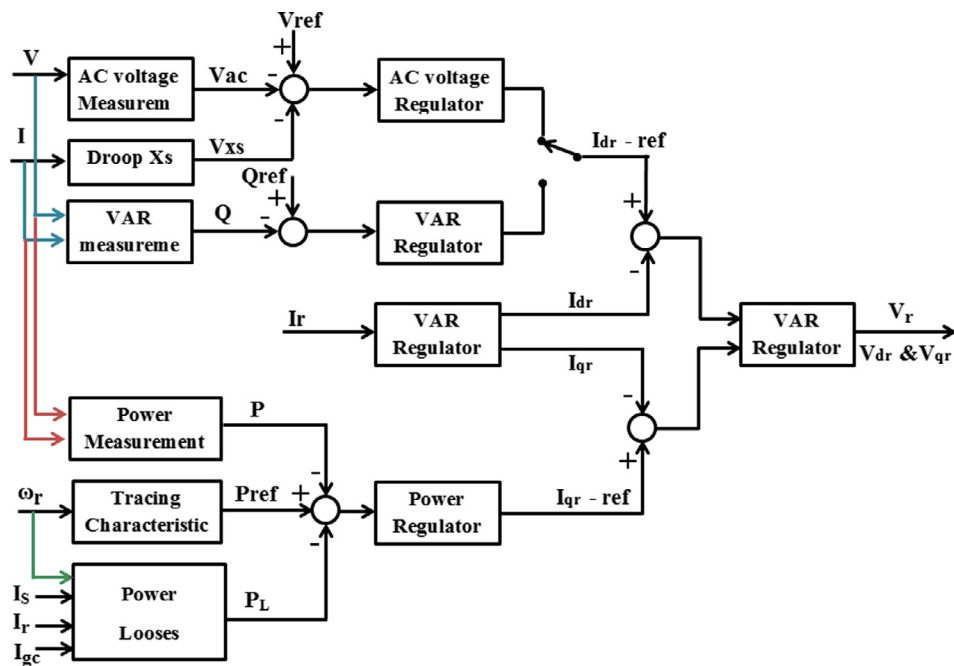 Vref
+
V
AC voltage
Measurem
Vac
-
-
AC voltage
Regulator
I
Droop Xs
Vxs
Idr - ref
Qref
+
VAR
measureme
Q
-
VAR
Regulator
+
-
Ir
VAR
Regulator
Idr
Iqr
VAR
Regulator
Vr
Vdr &Vqr
-
+
Power
Measurement
P
-
ωr
Tracing
Characteristic
Pref
+
-
Power
Regulator
Iqr - ref
IS
Ir
Igc
Power
Looses
PL